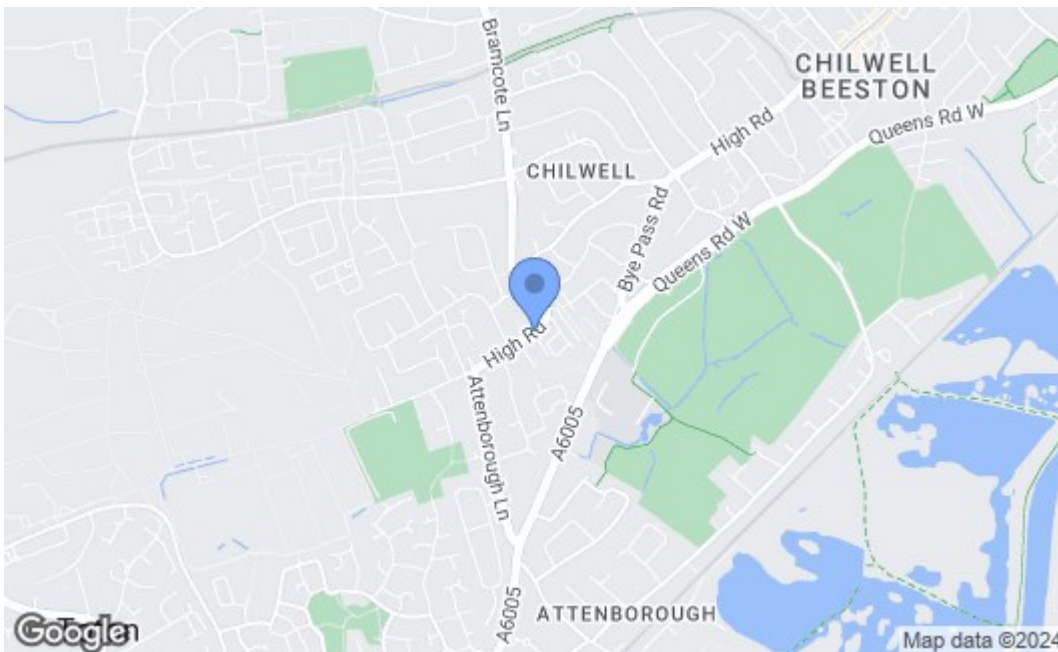 Bramcote Ln
CHILWELL
BEESTON
High Rd
Queens Rd W
CHILWELL
Bye Pass Rd
Queens Rd W
High Rd
Attenborough Ln
A6005
ATTENBOROUGH
A6005
Google
Map data ©2024